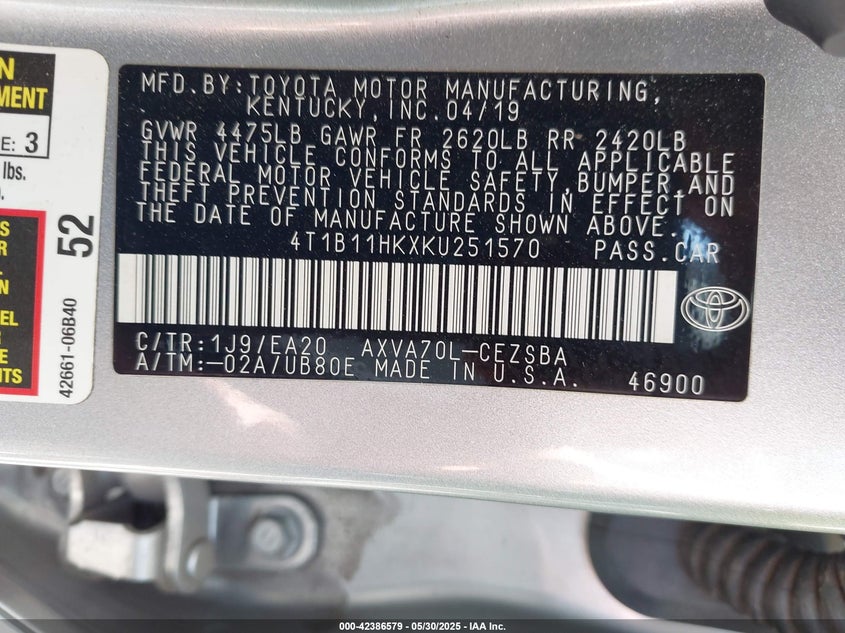 N
MENT
E: 3
lbs.
52
42661-06B40
MFD.BY:TOYOTA MOTOR MANUFACTURING,
KENTUCKY,INC.04/19
GVWR 4475LB GAWR FR 2620LB RR 2420LB
THIS VEHICLE CONFORMS TO ALL APPLICABLE
FEDERAL MOTOR VEHICLE SAFETY,BUMPER,AND
THEFT PREVENTION STANDARDS IN EFFECT ON
THE DATE OF MANUFACTURE SHOWN ABOVE.
4T1B11HKXKU251570 PASS.CAR
C/TR:1J9/EA20 AXVA70L-CEZSBA
A/TM:-02A/UB80E MADE IN U.S.A. 46900
000-42386579 - 05/30/2025 - IAA Inc.